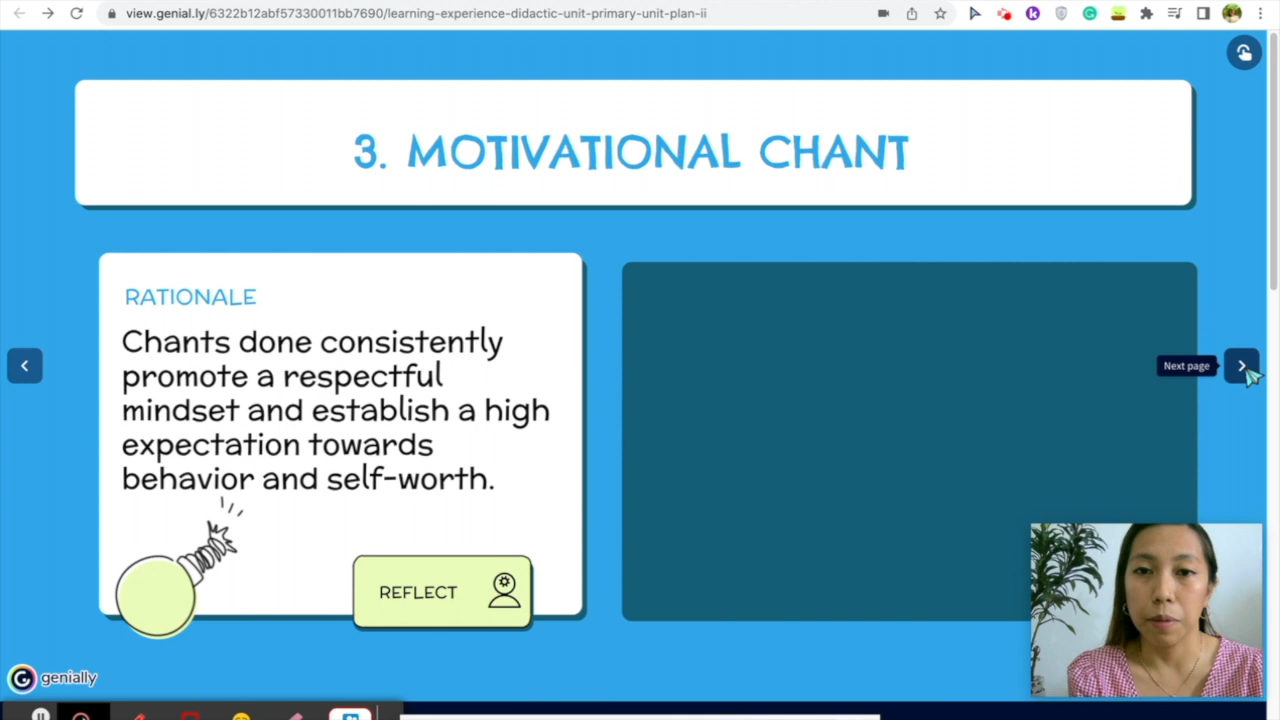 view.genial.ly/6322b12abf57330011bb7690/learning-experience-didactic-unit-primary-unit-plan-ii
3. MOTIVATIONAL CHANT
RATIONALE
Chants done consistently
promote a respectful
mindset and establish a high
expectation towards
behavior and self-worth.
Next page
REFLECT
genially